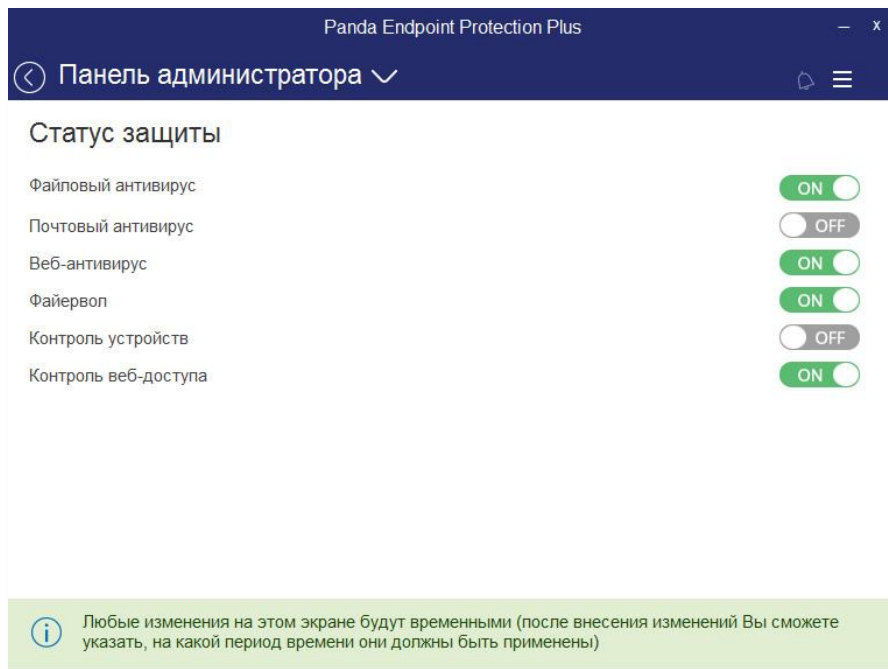 Panda Endpoint Protection Plus
Панель администратора
Статус защиты
Файловый антивирус ON
Почтовый антивирус OFF
Веб-антивирус ON
Файервол ON
Контроль устройств OFF
Контроль веб-доступа ON
Любые изменения на этом экране будут временными (после внесения изменений Вы сможете
указать, на какой период времени они должны быть применены)